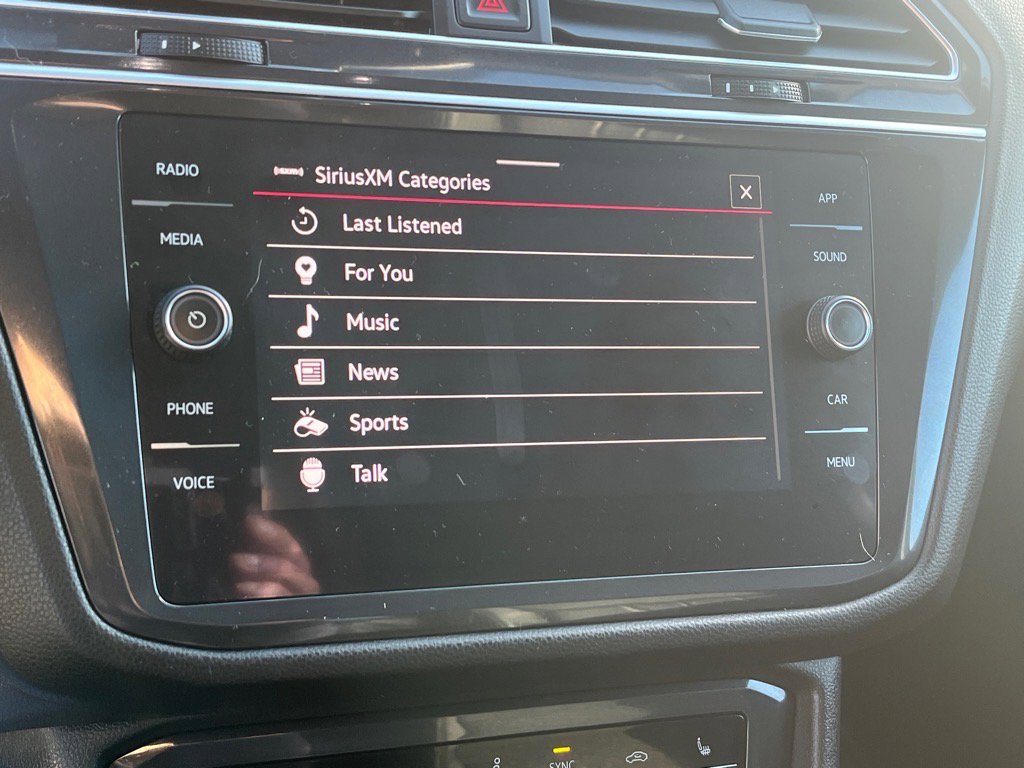 RADIO
MEDIA
PHONE
VOICE
(sxm)
SiriusXM Categories
X
Last Listened
For You
Music
News
Sports
Talk
APP
SOUND
CAR
MENU
SYNC